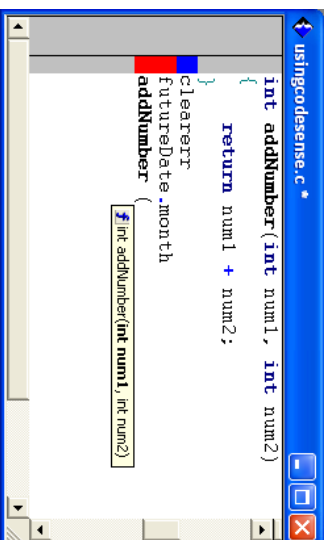 usingcodesense.c *
int addNumber(int num1, int num2)
{
return num1 + num2;
}
clearerr
futureDate.month
addNumber (
int addNumber(int num1, int num2)